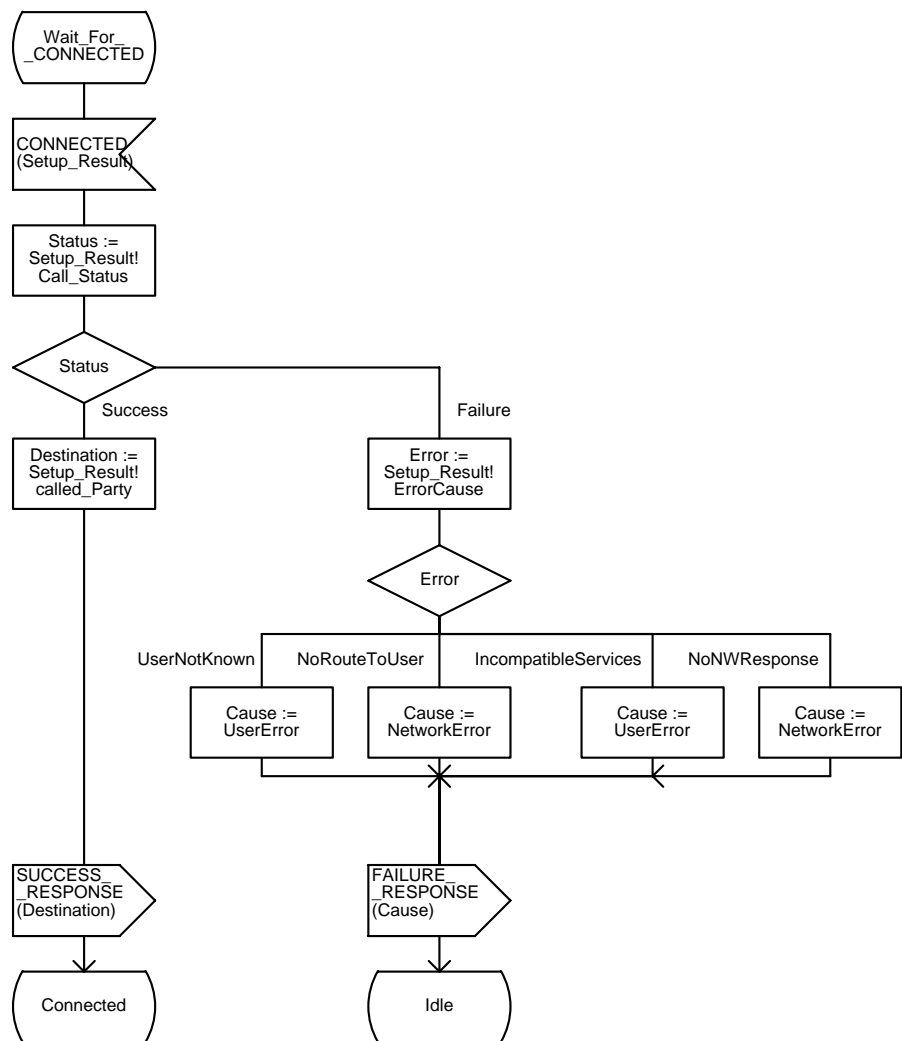 Wait_For_
_CONNECTED
CONNECTED
(Setup_Result)
Status :=
Setup_Result!
Call_Status
Status
Success
Failure
Destination :=
Setup_Result!
called_Party
Error :=
Setup_Result!
ErrorCause
Error
UserNotKnown
NoRouteToUser
IncompatibleServices
NoNWResponse
Cause :=
UserError
Cause :=
NetworkError
Cause :=
UserError
Cause :=
NetworkError
SUCCESS_
_RESPONSE
(Destination)
FAILURE_
_RESPONSE
(Cause)
Connected
Idle